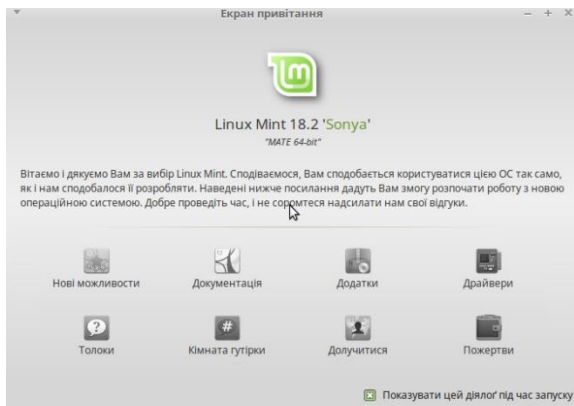 Екран привітання
Linux Mint 18.2 'Sonya'
"MATE 64-bit"
Вітаємо і дякуємо Вам за вибір Linux Mint. Сподіваємося, Вам сподобається користуватися цією ОС так само,
як і нам сподобалося її розробляти. Наведені нижче посилання дадуть Вам змогу розпочати роботу з новою
операційною системою. Добре проведіть час, і не соромтеся надсилати нам свої відгуки.
Нові можливости
Документація
Додатки
Драйвери
Толоки
Кімната гутірки
Долучитися
Пожертви
Показувати цей діялоґ під час запуску